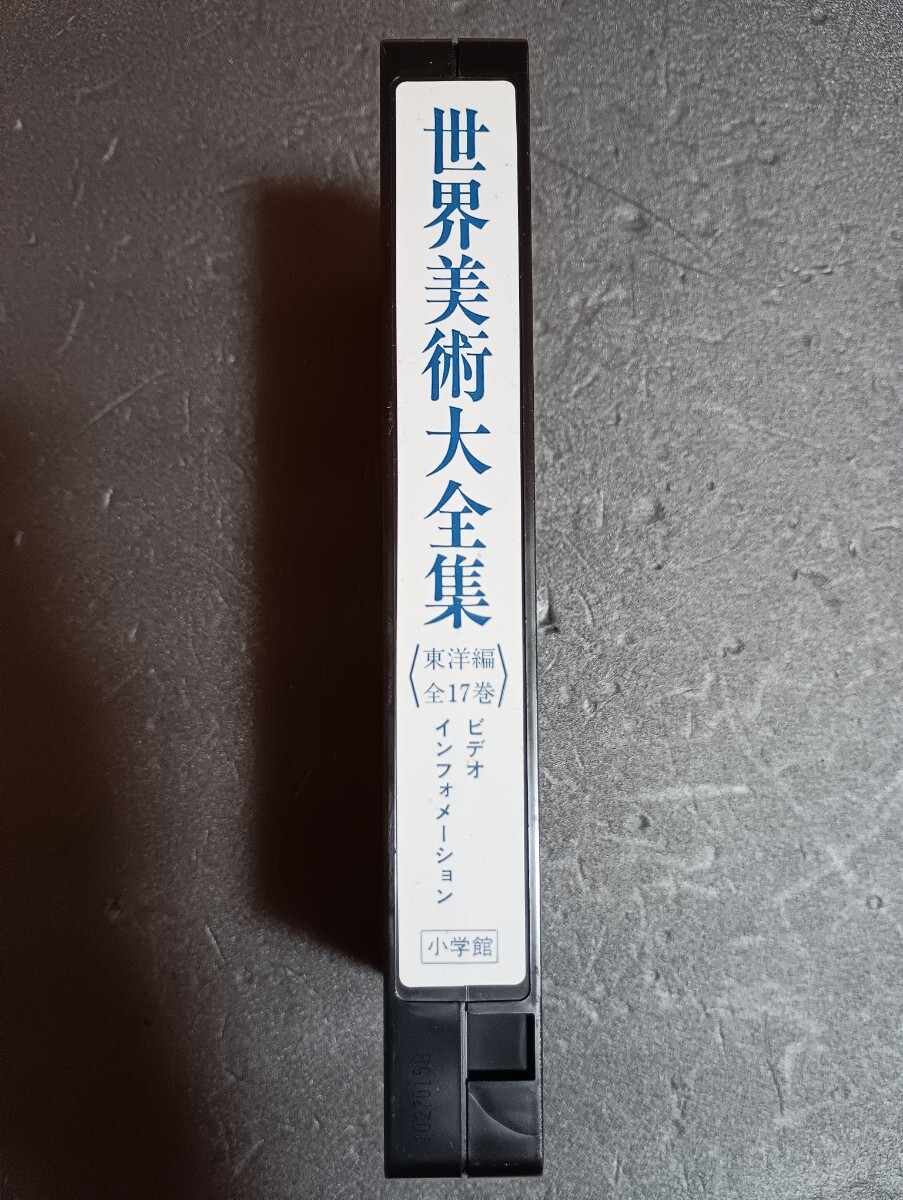 世界美術大全集
〈東洋編
全17巻〉
ビデオ
インフォメーション
小学館